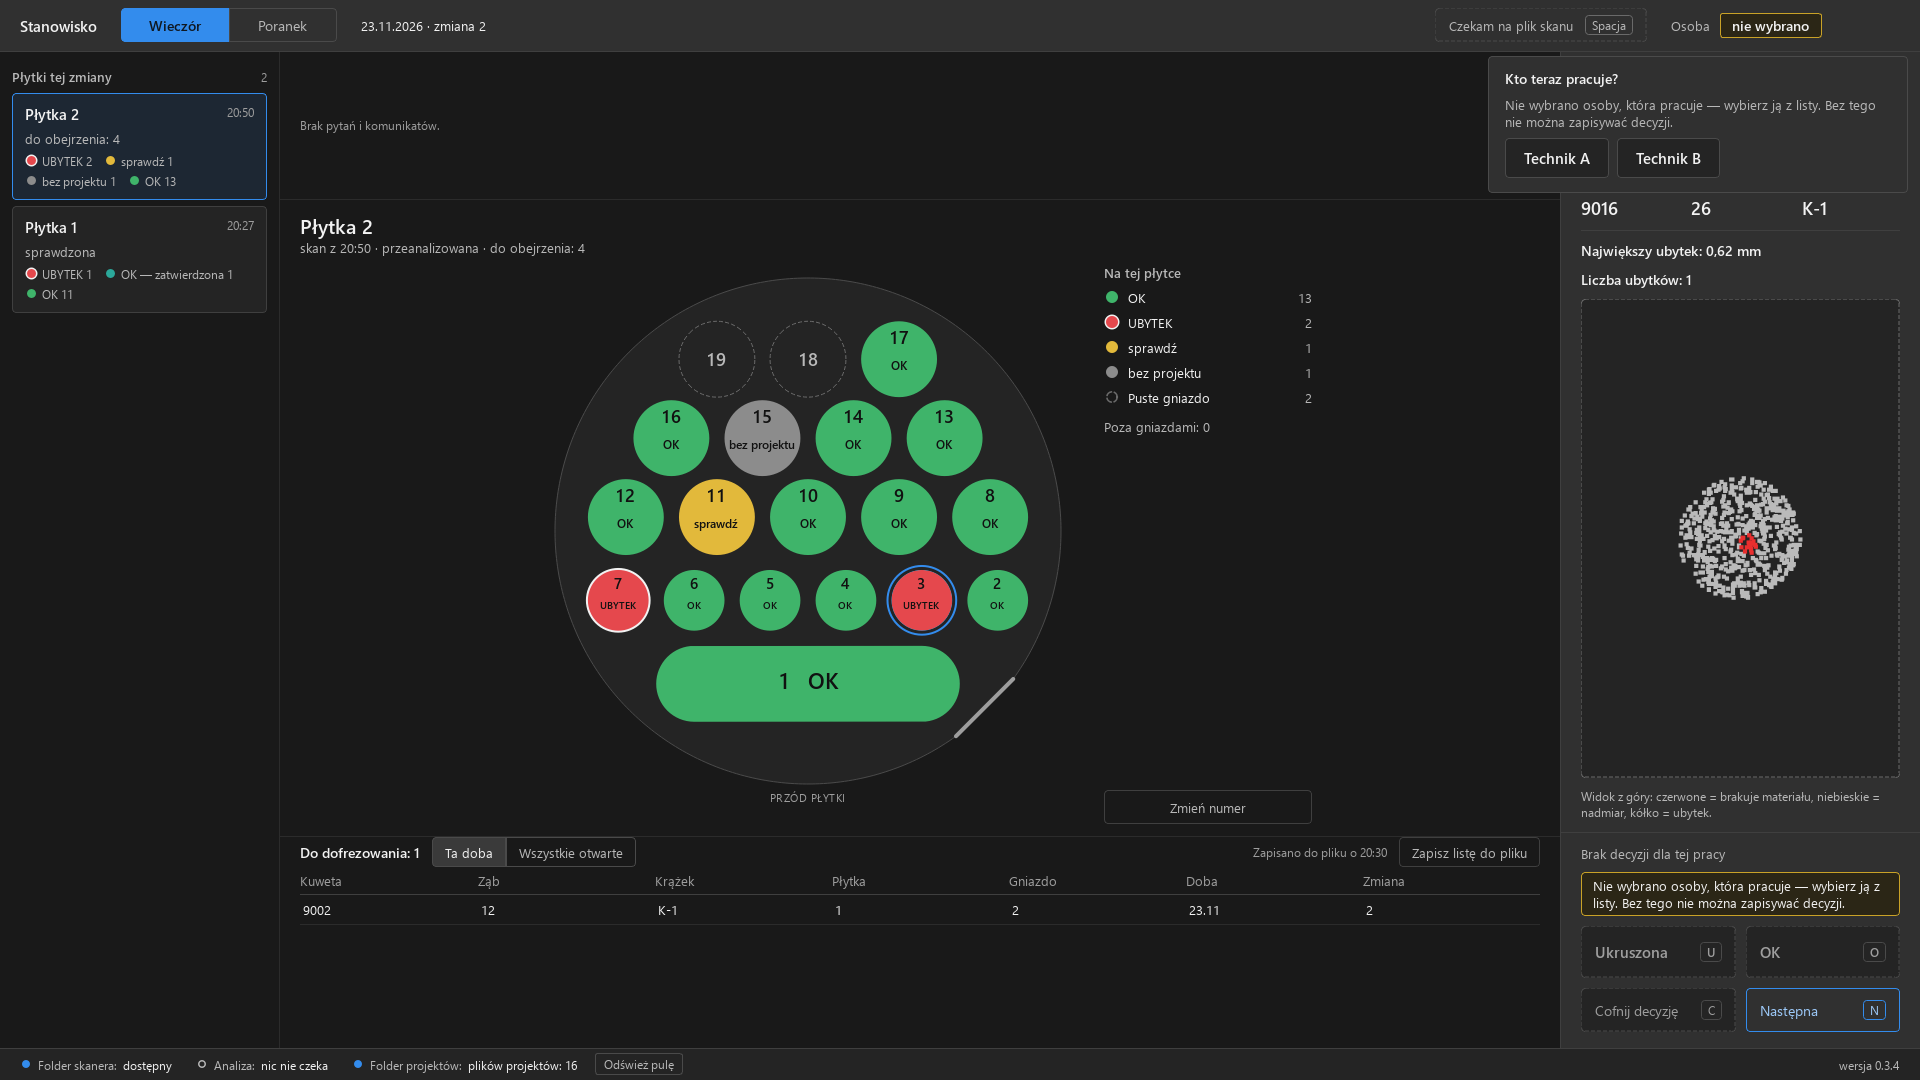 Stanowisko
Wieczór
Poranek
23.11.2026 · zmiana 2
Czekam na plik skanu
Spacja
Osoba
nie wybrano
Płytki tej zmiany
2
Płytka 2
20:50
do obejrzenia: 4
UBYTEK 2
sprawdź 1
bez projektu 1
OK 13
Płytka 1
20:27
sprawdzona
UBYTEK 1
OK — zatwierdzona 1
OK 11
Brak pytań i komunikatów.
Kto teraz pracuje?
Nie wybrano osoby, która pracuje — wybierz ją z listy. Bez tego
nie można zapisywać decyzji.
Technik A
Technik B
Płytka 2
skan z 20:50 · przeanalizowana · do obejrzenia: 4
19
18
17
OK
16
OK
15
bez projektu
14
OK
13
OK
12
OK
11
sprawdź
10
OK
9
OK
8
OK
7
UBYTEK
6
OK
5
OK
4
OK
3
UBYTEK
2
OK
1 OK
PRZÓD PŁYTKI
Na tej płytce
OK 13
UBYTEK 2
sprawdź 1
bez projektu 1
Puste gniazdo 2
Poza gniazdami: 0
Zmień numer
9016
26
K-1
Największy ubytek: 0,62 mm
Liczba ubytków: 1
Widok z góry: czerwone = brakuje materiału, niebieskie =
nadmiar, kółko = ubytek.
Brak decyzji dla tej pracy
Nie wybrano osoby, która pracuje — wybierz ją z
listy. Bez tego nie można zapisywać decyzji.
Ukruszona U
OK O
Cofnij decyzję C
Następna N
Do dofrezowania: 1
Ta doba
Wszystkie otwarte
Zapisano do pliku o 20:30
Zapisz listę do pliku
Kuweta Ząb Krążek Płytka Gniazdo Doba Zmiana
9002 12 K-1 1 2 23.11 2
Folder skanera: dostępny
Analiza: nic nie czeka
Folder projektów: plików projektów: 16
Odśwież pulę
wersja 0.3.4